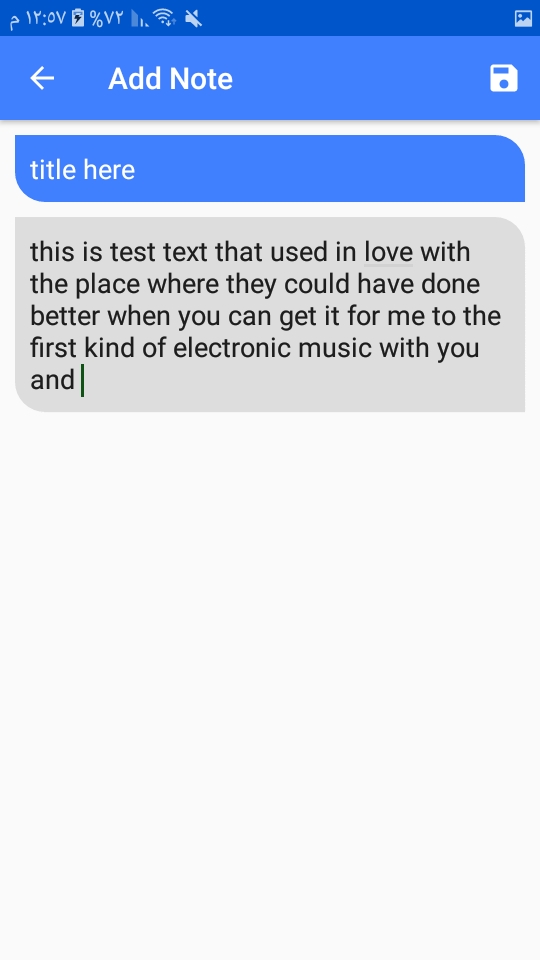 م ١٢:٥٧ %٧٢
Add Note
title here
this is test text that used in love with
the place where they could have done
better when you can get it for me to the
first kind of electronic music with you
and